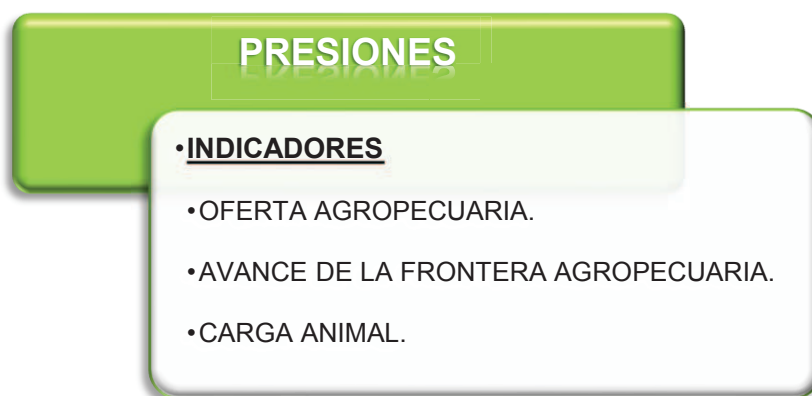 PRESIONES
•INDICADORES
•OFERTA AGROPECUARIA.
•AVANCE DE LA FRONTERA AGROPECUARIA.
•CARGA ANIMAL.